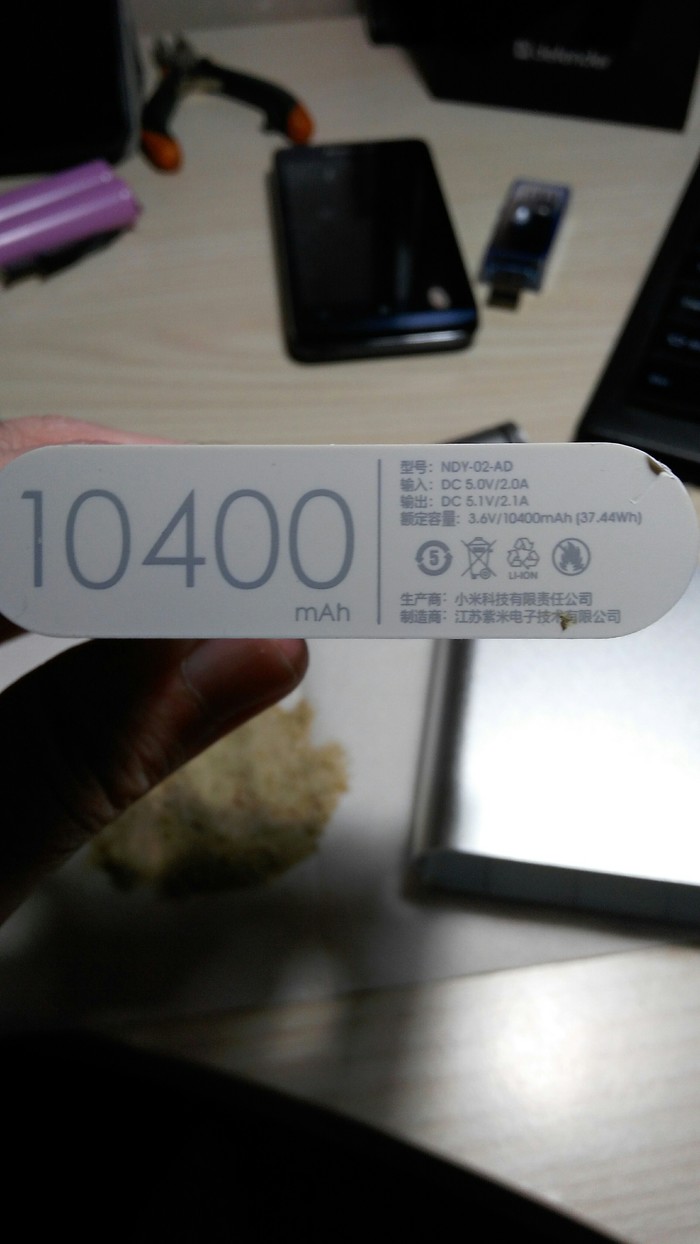 Defender
10400
mAh
型号: NDY-02-AD
输入: DC 5.0V/2.0A
输出: DC 5.1V/2.1A
额定容量: 3.6V/10400mAh (37.44Wh)
5
LI-ION
生产商: 小米科技有限责任公司
制造商: 江苏紫米电子技术有限公司